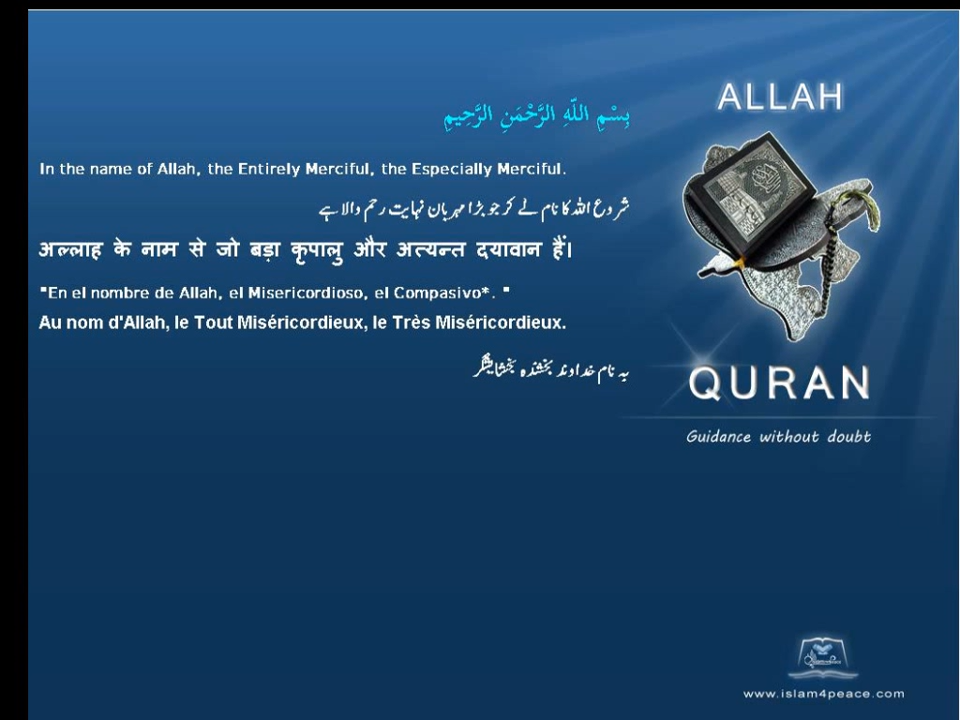 بِسْمِ اللّهِ الرَّحْمَنِ الرَّحِيمِ
In the name of Allah, the Entirely Merciful, the Especially Merciful.
شروع اللہ کا نام لے کر جو بڑا مہربان نہایت رحم والا ہے
अल्लाह के नाम से जो बड़ा कृपालु और अत्यन्त दयावान हैं।
"En el nombre de Allah, el Misericordioso, el Compasivo*. "
Au nom d'Allah, le Tout Miséricordieux, le Très Miséricordieux.
به نام خداوند بخشنده بخشایشگر
ALLAH
QURAN
Guidance without doubt
www.islam4peace.com